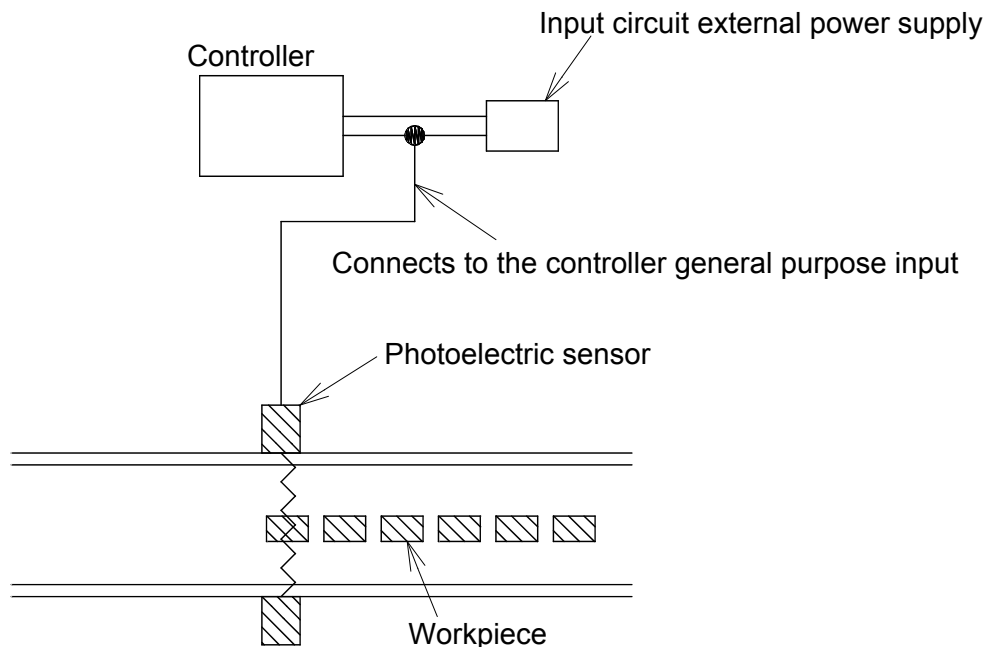 Input circuit external power supply
Controller
Connects to the controller general purpose input
Photoelectric sensor
Workpiece